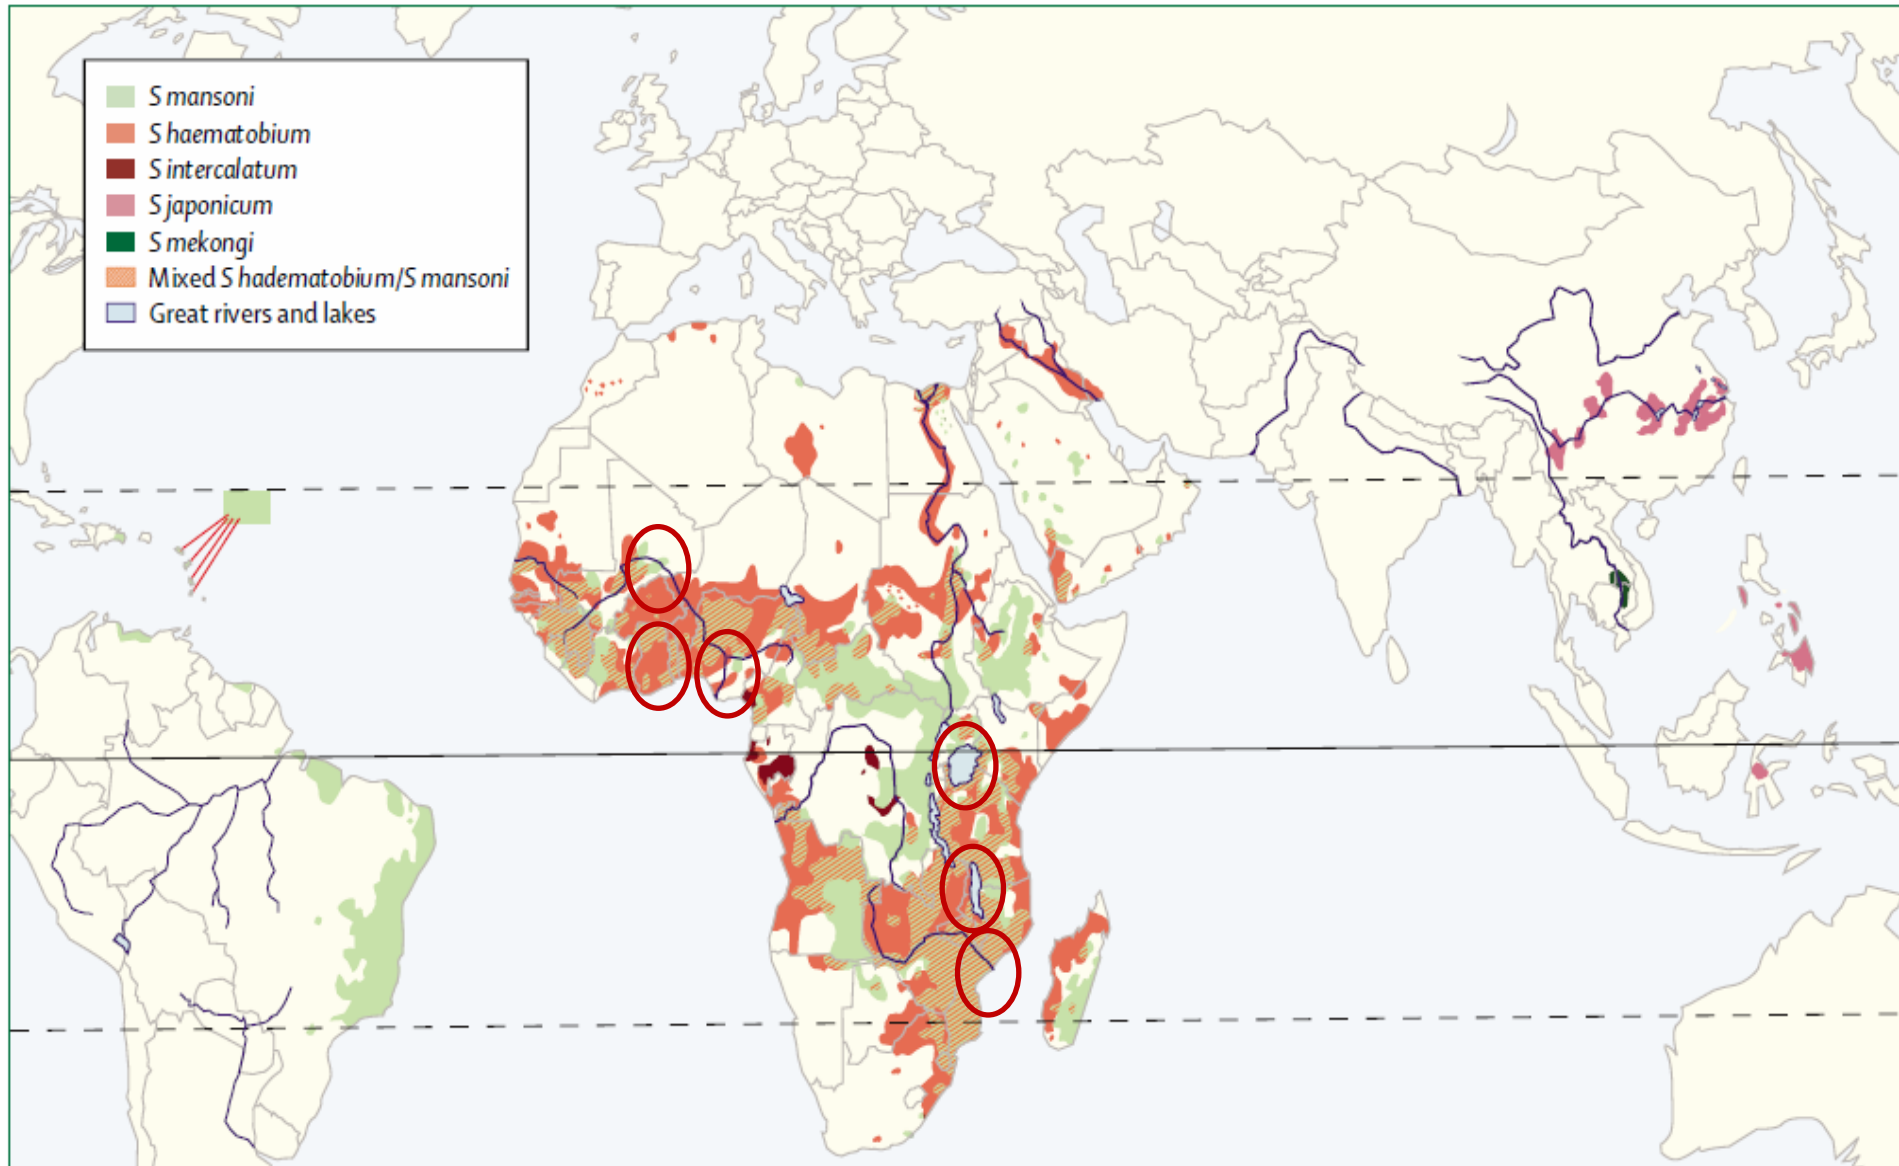 S mansoni
S haematobium
S intercalatum
S japonicum
S mekongi
Mixed S hadematobium/S mansoni
Great rivers and lakes